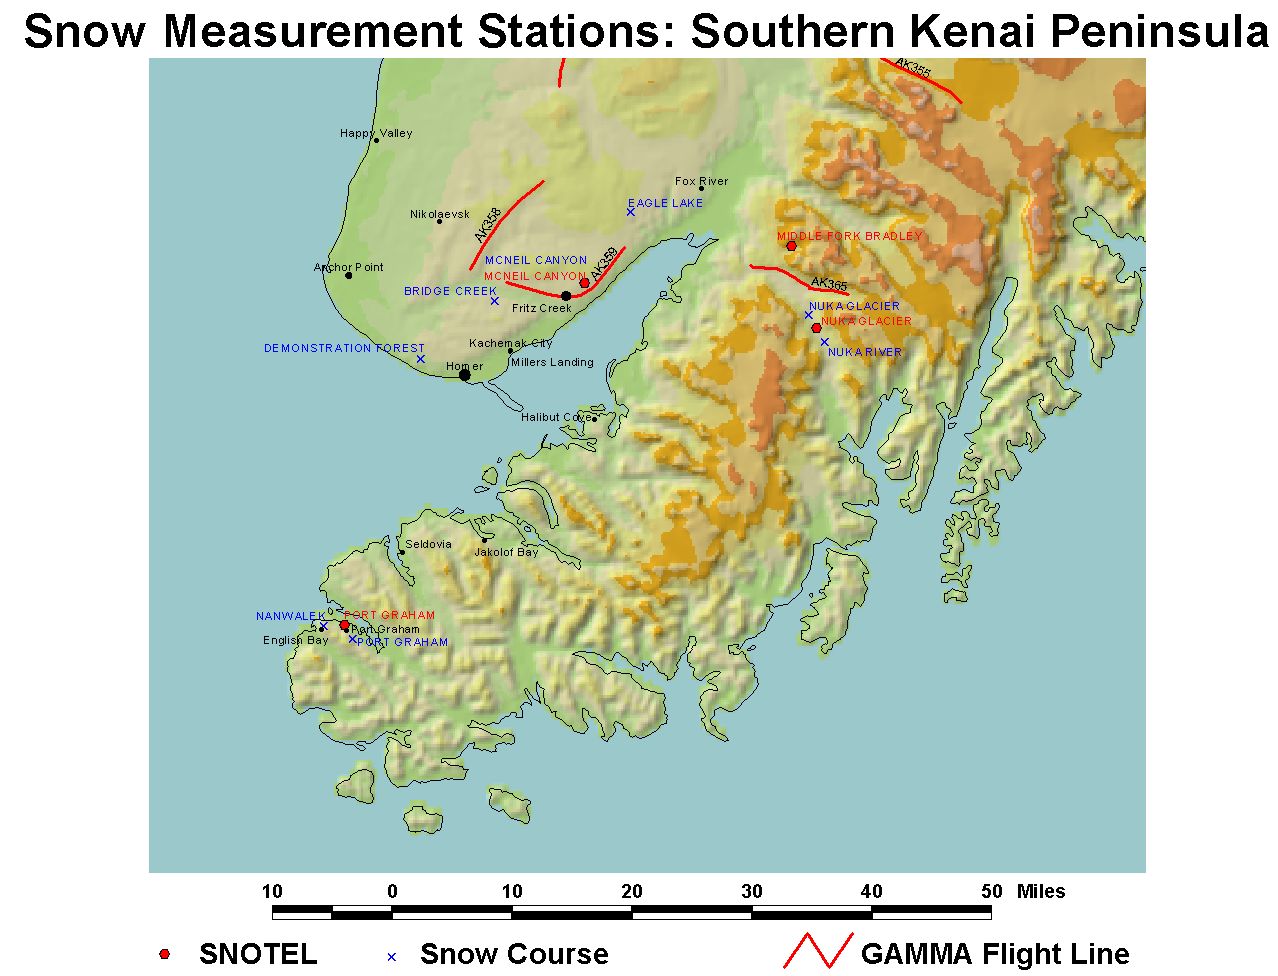 Snow Measurement Stations: Southern Kenai Peninsula
AK355
Happy Valley
Fox River
EAGLE LAKE
Nikolaevsk
AK358
MIDDLE FORK BRADLEY
MCNEIL CANYON
AK359
Anchor Point
MCNEIL CANYON
AK365
BRIDGE CREEK
Fritz Creek
NUKA GLACIER
NUKA GLACIER
Kachemak City
DEMONSTRATION FOREST
NUKA RIVER
Homer
Millers Landing
Halibut Cove
Seldovia
Jakolof Bay
NANWALEK
PORT GRAHAM
Port Graham
English Bay
PORT GRAHAM
10 0 10 20 30 40 50 Miles
SNOTEL
Snow Course
GAMMA Flight Line